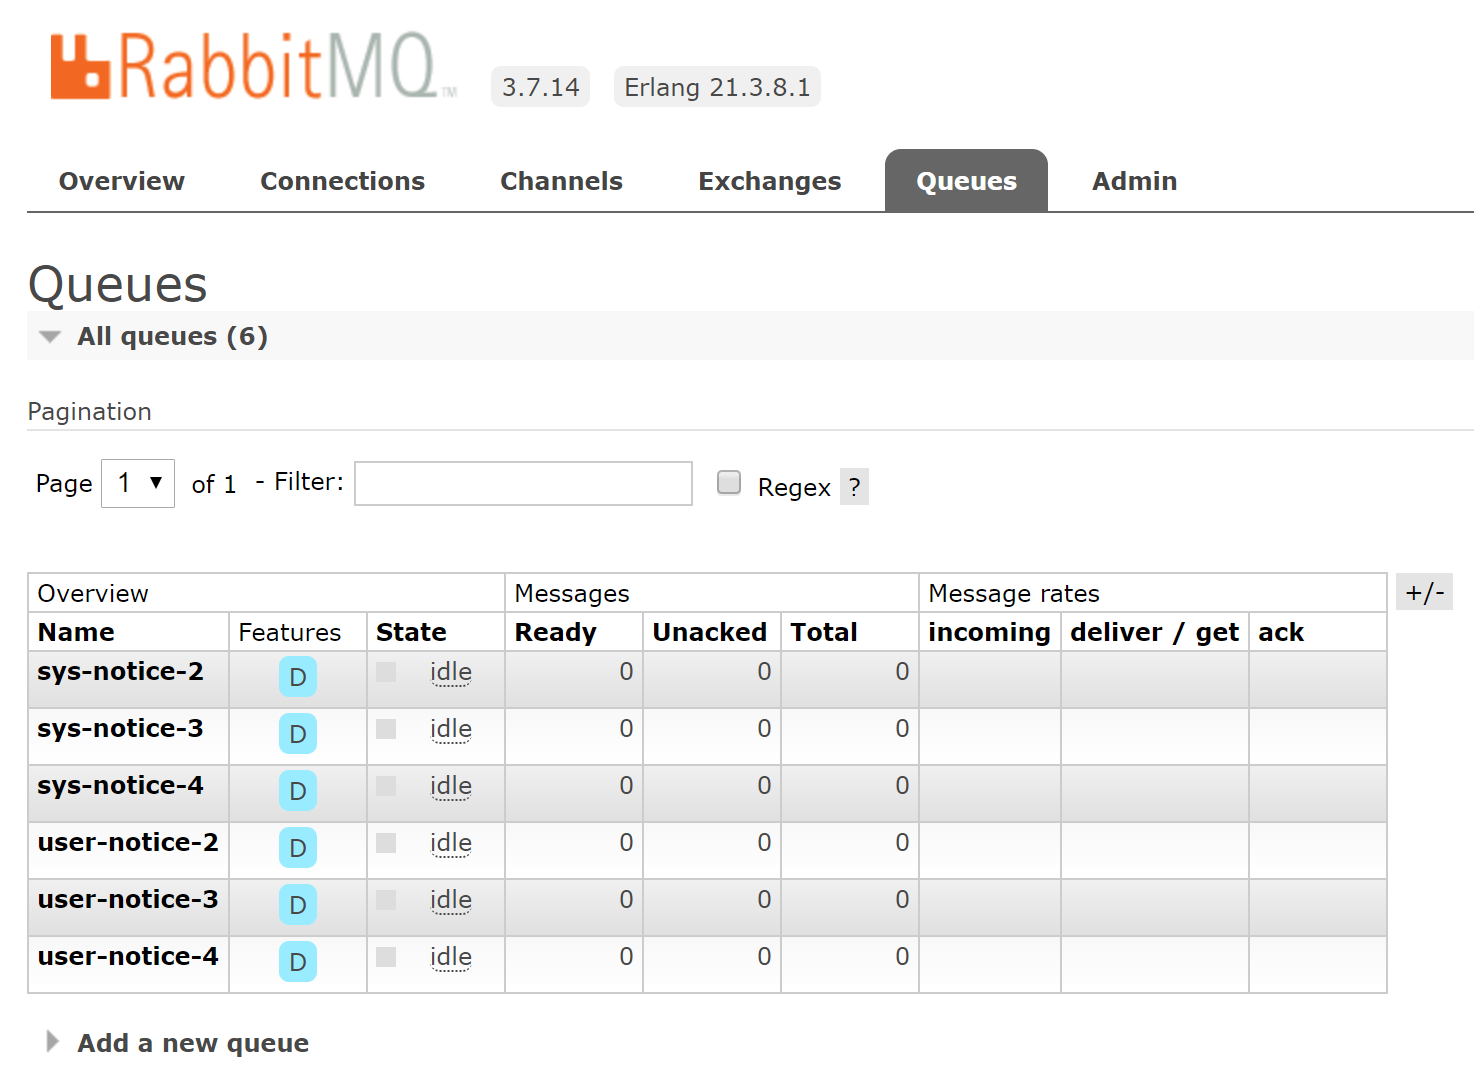 RabbitMQ™ 3.7.14 Erlang 21.3.8.1
Overview Connections Channels Exchanges Queues Admin
Queues
All queues (6)
Pagination
Page 1 of 1 - Filter: Regex ?
Overview Messages Message rates +/-
Name Features State Ready Unacked Total incoming deliver / get ack
sys-notice-2 D idle 0 0 0
sys-notice-3 D idle 0 0 0
sys-notice-4 D idle 0 0 0
user-notice-2 D idle 0 0 0
user-notice-3 D idle 0 0 0
user-notice-4 D idle 0 0 0
Add a new queue